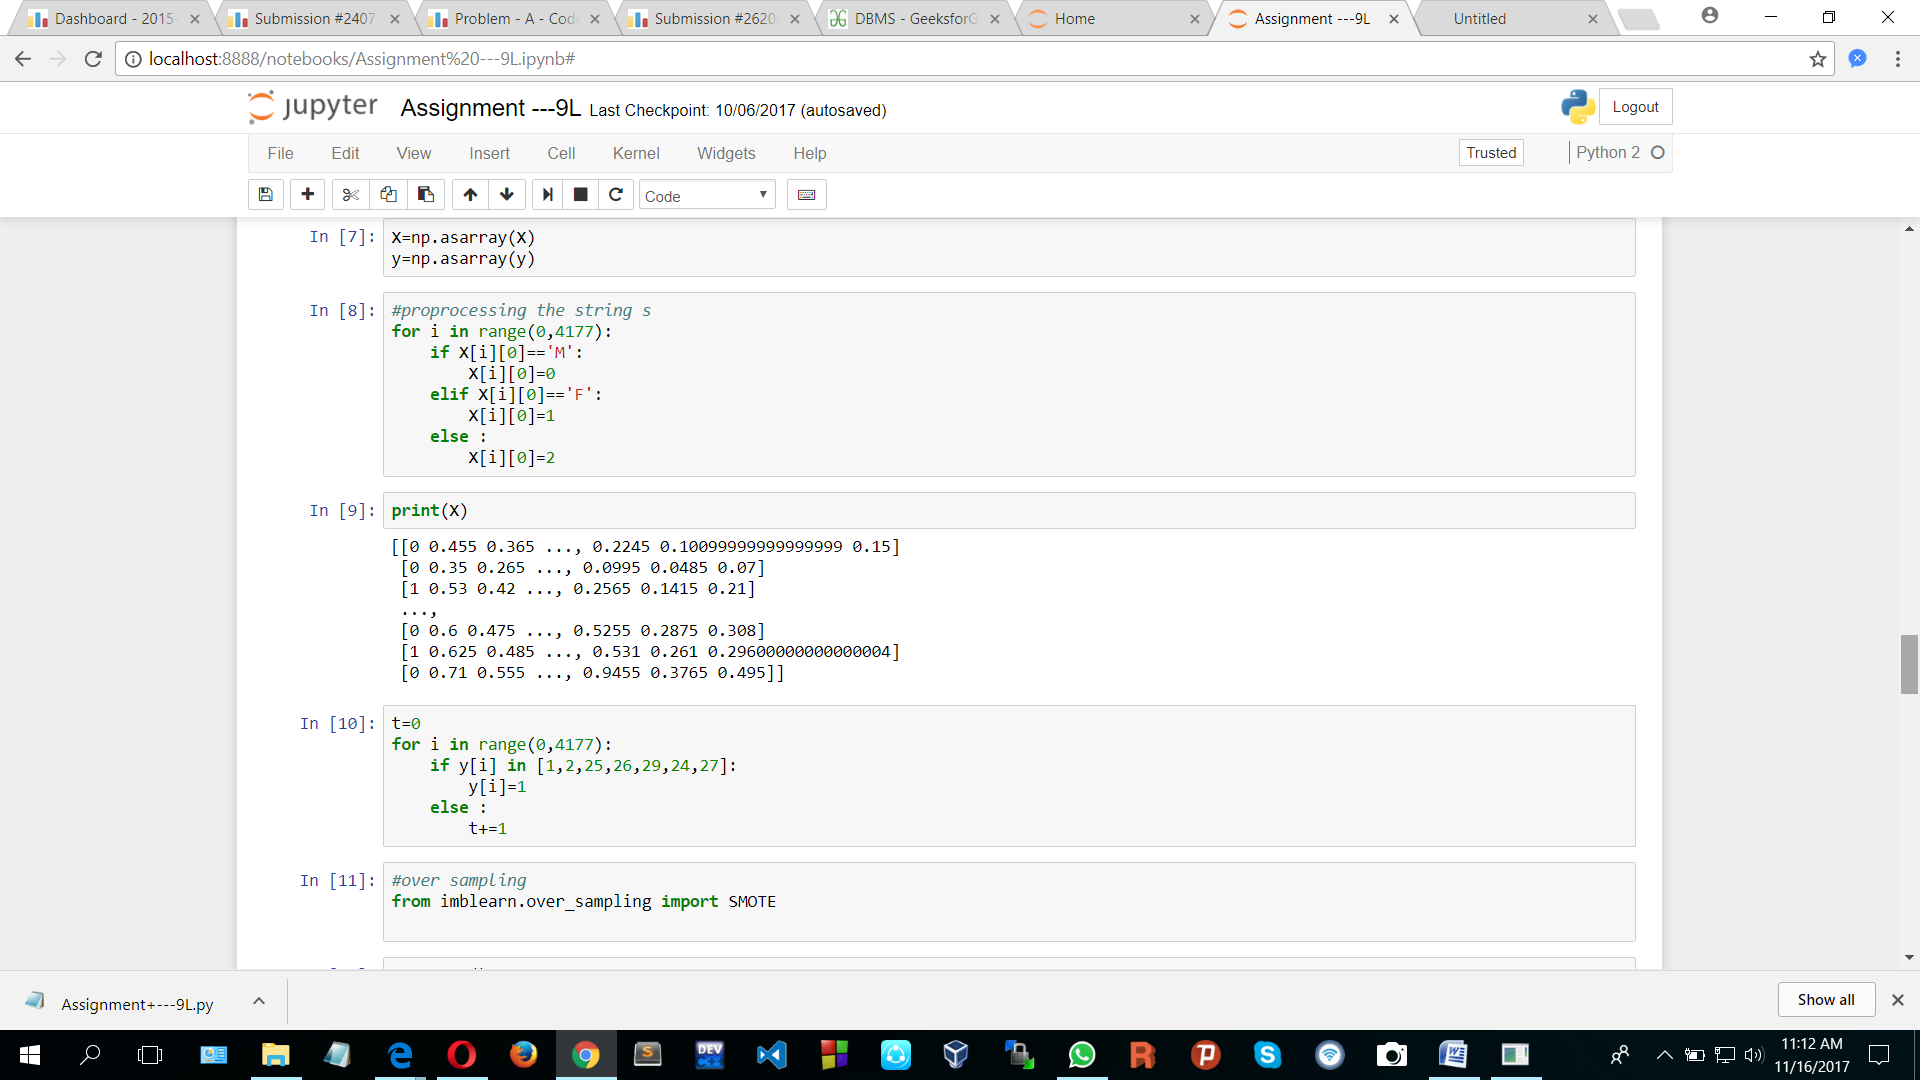 Dashboard - 2015-
Submission #2407
Problem - A - Code
Submission #2620
DBMS - GeeksforG
Home
Assignment ---9L
Untitled
localhost:8888/notebooks/Assignment%20---9L.ipynb#
jupyter Assignment ---9L Last Checkpoint: 10/06/2017 (autosaved)
Logout
File Edit View Insert Cell Kernel Widgets Help
Trusted
Python 2
Code
In [7]:
X=np.asarray(X)
y=np.asarray(y)
In [8]:
#proprocessing the string s
for i in range(0,4177):
    if X[i][0]=='M':
        X[i][0]=0
    elif X[i][0]=='F':
        X[i][0]=1
    else :
        X[i][0]=2
In [9]:
print(X)
[[0 0.455 0.365 ..., 0.2245 0.10099999999999999 0.15]
 [0 0.35 0.265 ..., 0.0995 0.0485 0.07]
 [1 0.53 0.42 ..., 0.2565 0.1415 0.21]
 ...,
 [0 0.6 0.475 ..., 0.5255 0.2875 0.308]
 [1 0.625 0.485 ..., 0.531 0.261 0.29600000000000004]
 [0 0.71 0.555 ..., 0.9455 0.3765 0.495]]
In [10]:
t=0
for i in range(0,4177):
    if y[i] in [1,2,25,26,29,24,27]:
        y[i]=1
    else :
        t+=1
In [11]:
#over sampling
from imblearn.over_sampling import SMOTE
Assignment+---9L.py
Show all
DEV
11:12 AM
11/16/2017